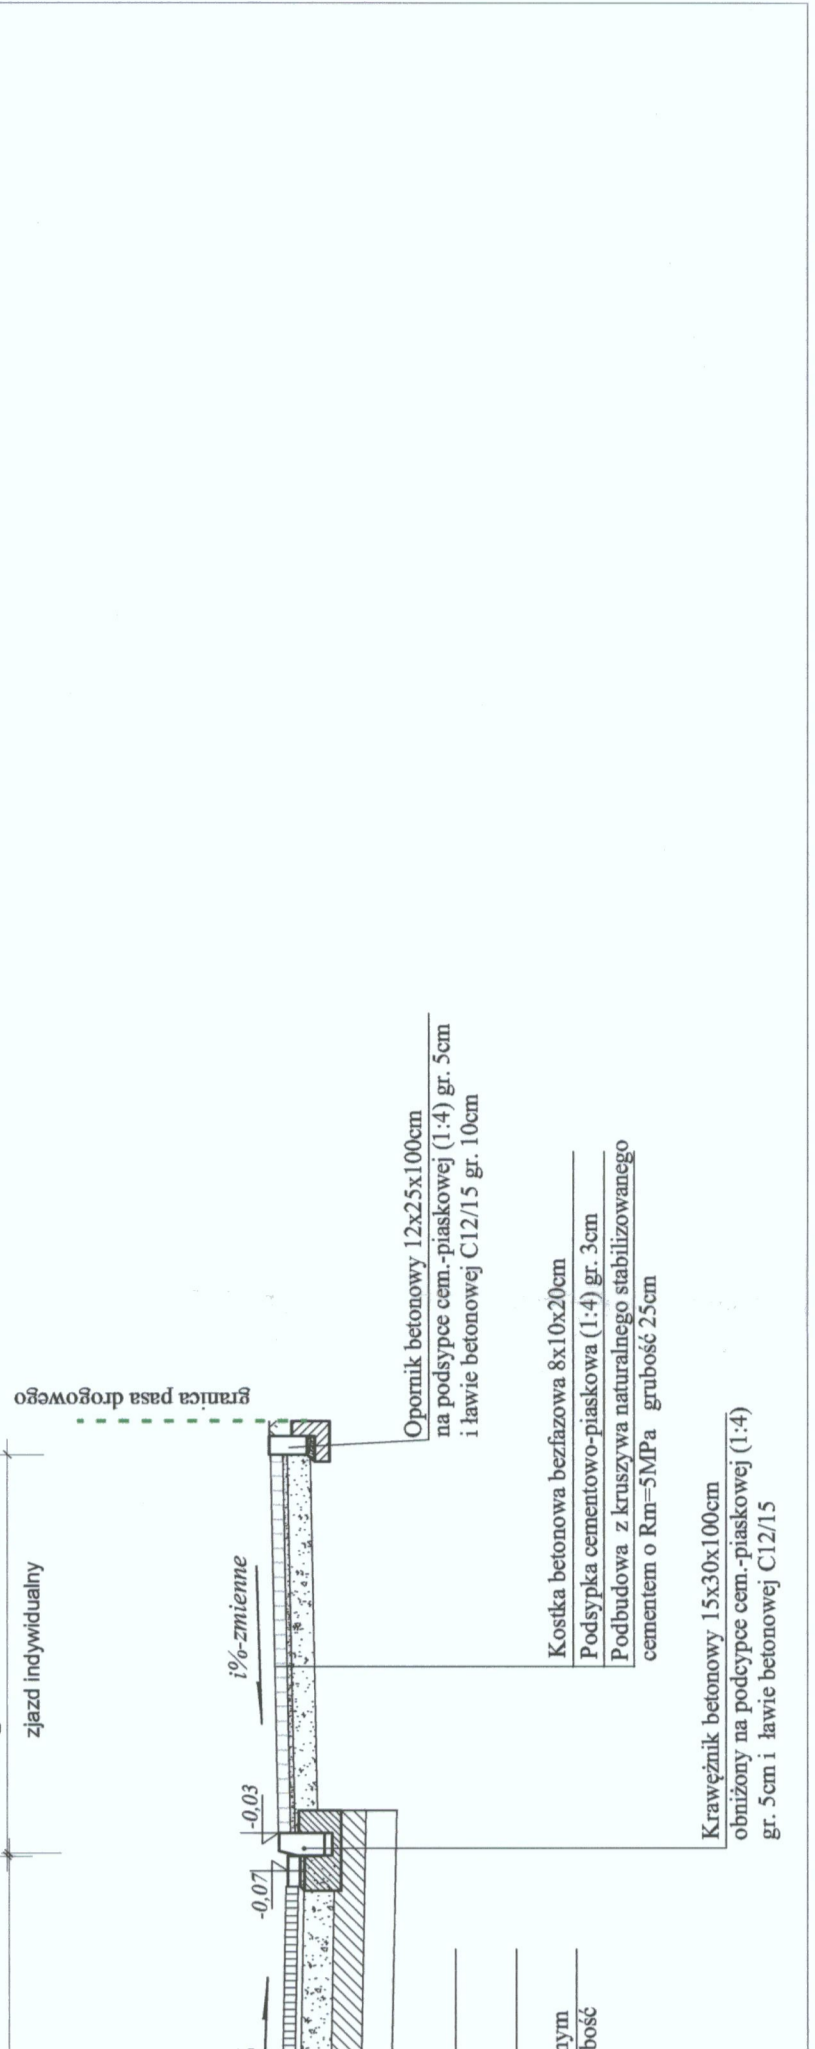 zjazd indywidualny
granica pasa drogowego
i%-zmienne
-0,03
-0,07
Opornik betonowy 12x25x100cm
na podsypce cem.-piaskowej (1:4) gr. 5cm
i ławie betonowej C12/15 gr. 10cm
Kostka betonowa bezfazowa 8x10x20cm
Podsypka cementowo-piaskowa (1:4) gr. 3cm
Podbudowa z kruszywa naturalnego stabilizowanego
cementem o Rm=5MPa grubość 25cm
Krawężnik betonowy 15x30x100cm
obniżony na podcypce cem.-piaskowej (1:4)
gr. 5cm i ławie betonowej C12/15
nym
bość